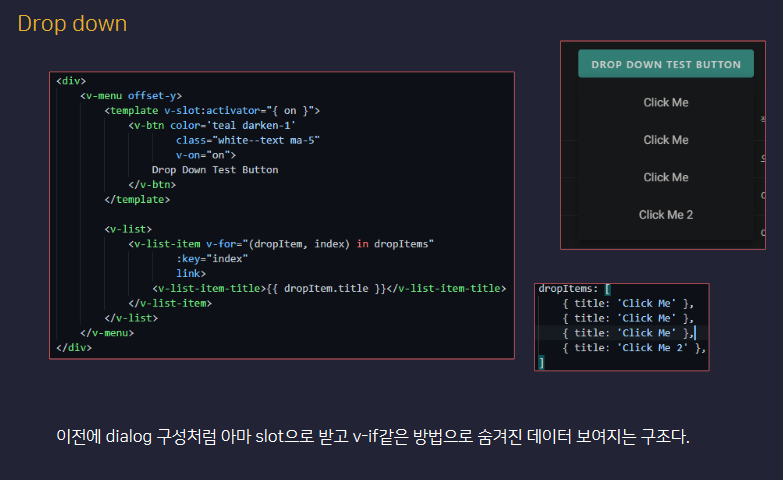 Drop down
<div>
<v-menu offset-y>
<template v-slot:activator="{ on }">
<v-btn color='teal darken-1'
class="white--text ma-5"
v-on="on">
Drop Down Test Button
</v-btn>
</template>
<v-list>
<v-list-item v-for="(dropItem, index) in dropItems"
:key="index"
link>
<v-list-item-title>{{ dropItem.title }}</v-list-item-title>
</v-list-item>
</v-list>
</v-menu>
</div>
DROP DOWN TEST BUTTON
Click Me
Click Me
Click Me
Click Me 2
dropItems: [
{ title: 'Click Me' },
{ title: 'Click Me' },
{ title: 'Click Me' },
{ title: 'Click Me 2' },
]
이전에 dialog 구성처럼 아마 slot으로 받고 v-if같은 방법으로 숨겨진 데이터 보여지는 구조다.